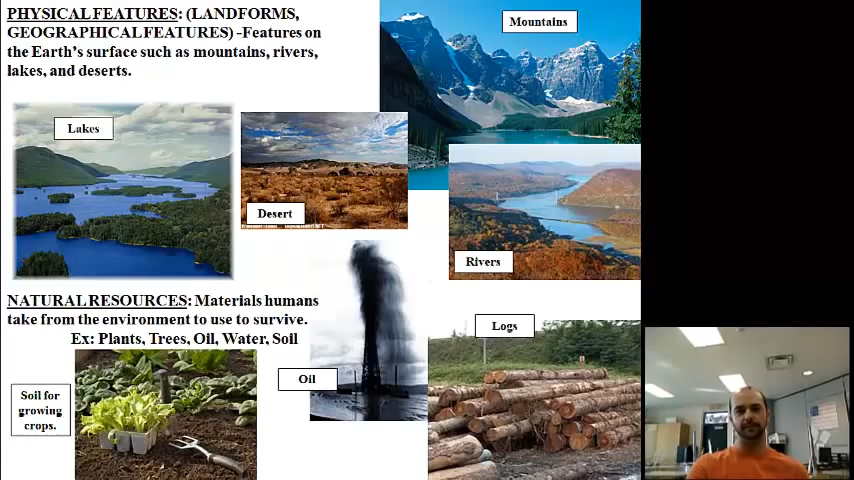 PHYSICAL FEATURES: (LANDFORMS,
GEOGRAPHICAL FEATURES) -Features on
the Earth's surface such as mountains, rivers,
lakes, and deserts.
Mountains
Lakes
Desert
Rivers
NATURAL RESOURCES: Materials humans
take from the environment to use to survive.
Ex: Plants, Trees, Oil, Water, Soil
Logs
Oil
Soil for
growing
crops.